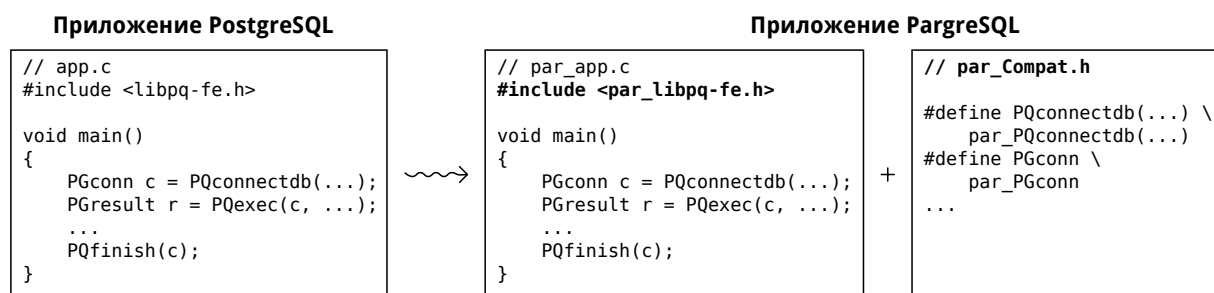 Приложение PostgreSQL
// app.c
#include <libpq-fe.h>
void main()
{
    PGconn c = PQconnectdb(...);
    PGresult r = PQexec(c, ...);
    ...
    PQfinish(c);
}
Приложение PargreSQL
// par_app.c
#include <par_libpq-fe.h>
void main()
{
    PGconn c = PQconnectdb(...);
    PGresult r = PQexec(c, ...);
    ...
    PQfinish(c);
}
+
// par_Compat.h
#define PQconnectdb(...) \
    par_PQconnectdb(...)
#define PGconn \
    par_PGconn
...